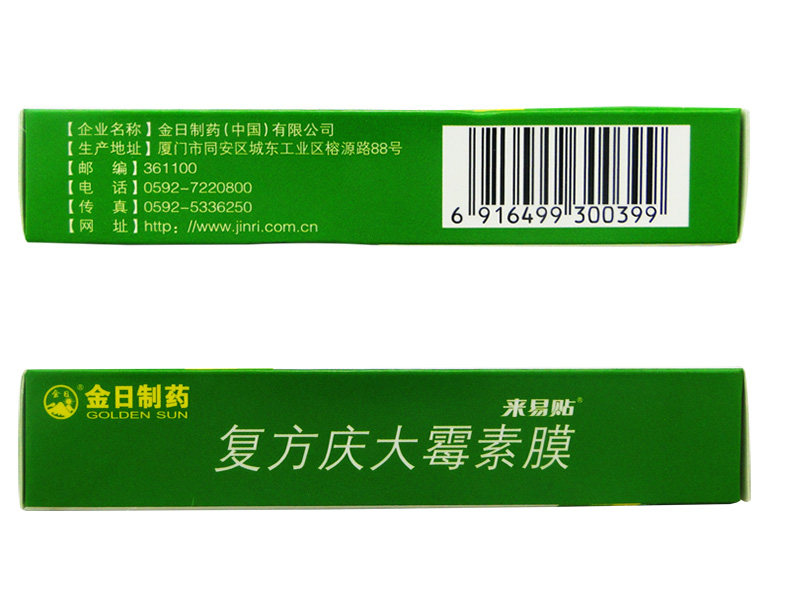 【企业名称】金日制药(中国)有限公司
【生产地址】厦门市同安区城东工业区榕源路88号
【邮 编】361100
【电 话】0592-7220800
【传 真】0592-5336250
【网 址】http：//www.jinri.com.cn
6 916499 300399
金日
®
金日制药
GOLDEN SUN
来易贴®
复方庆大霉素膜